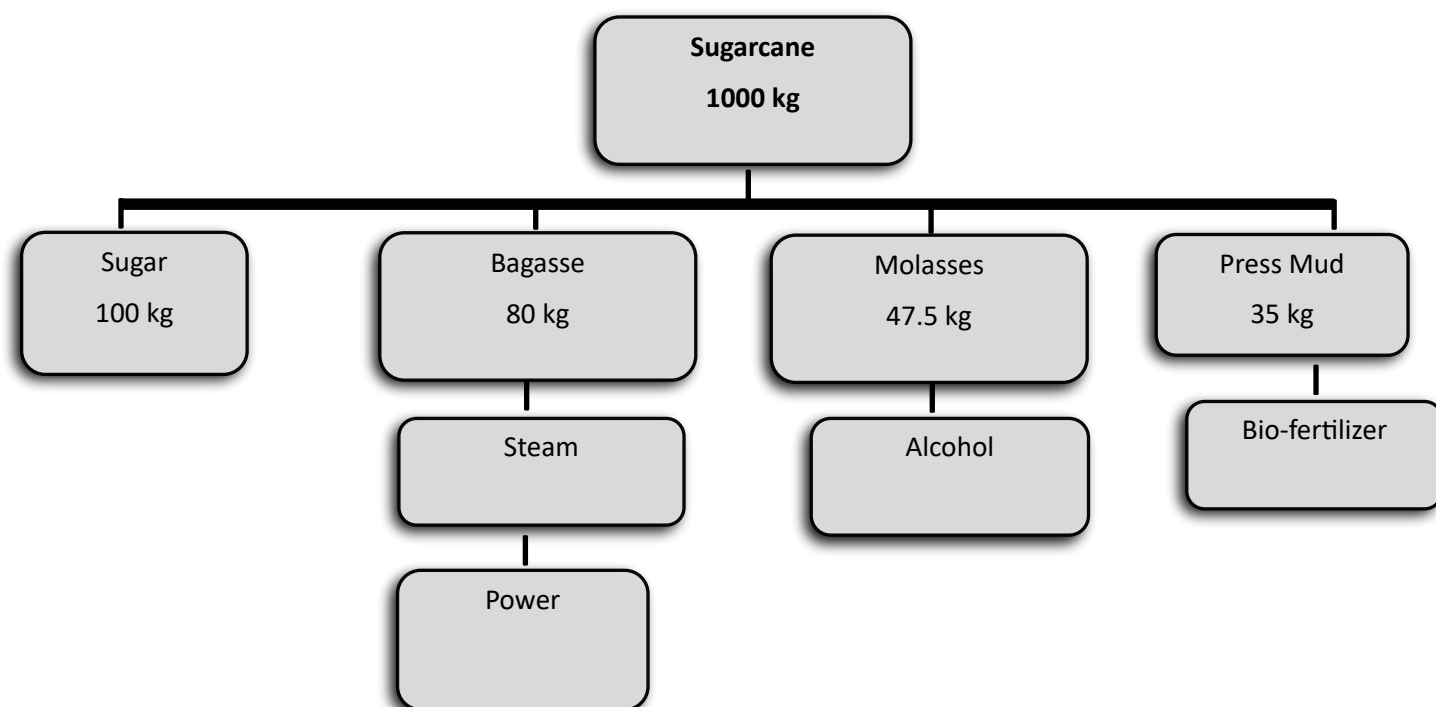 Sugarcane
1000 kg
Sugar
100 kg
Bagasse
80 kg
Molasses
47.5 kg
Press Mud
35 kg
Steam
Alcohol
Bio-fertilizer
Power